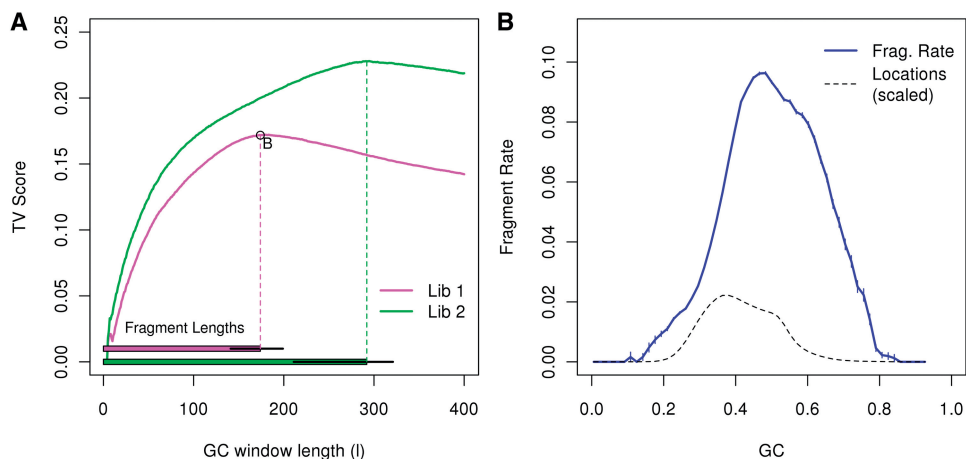 A
TV Score
0.25
0.20
0.15
0.10
0.05
0.00
B
Lib 1
Lib 2
Fragment Lengths
0
100
200
300
400
GC window length (l)
B
Fragment Rate
0.10
0.08
0.06
0.04
0.02
0.00
Frag. Rate
Locations
(scaled)
0.0
0.2
0.4
0.6
0.8
1.0
GC